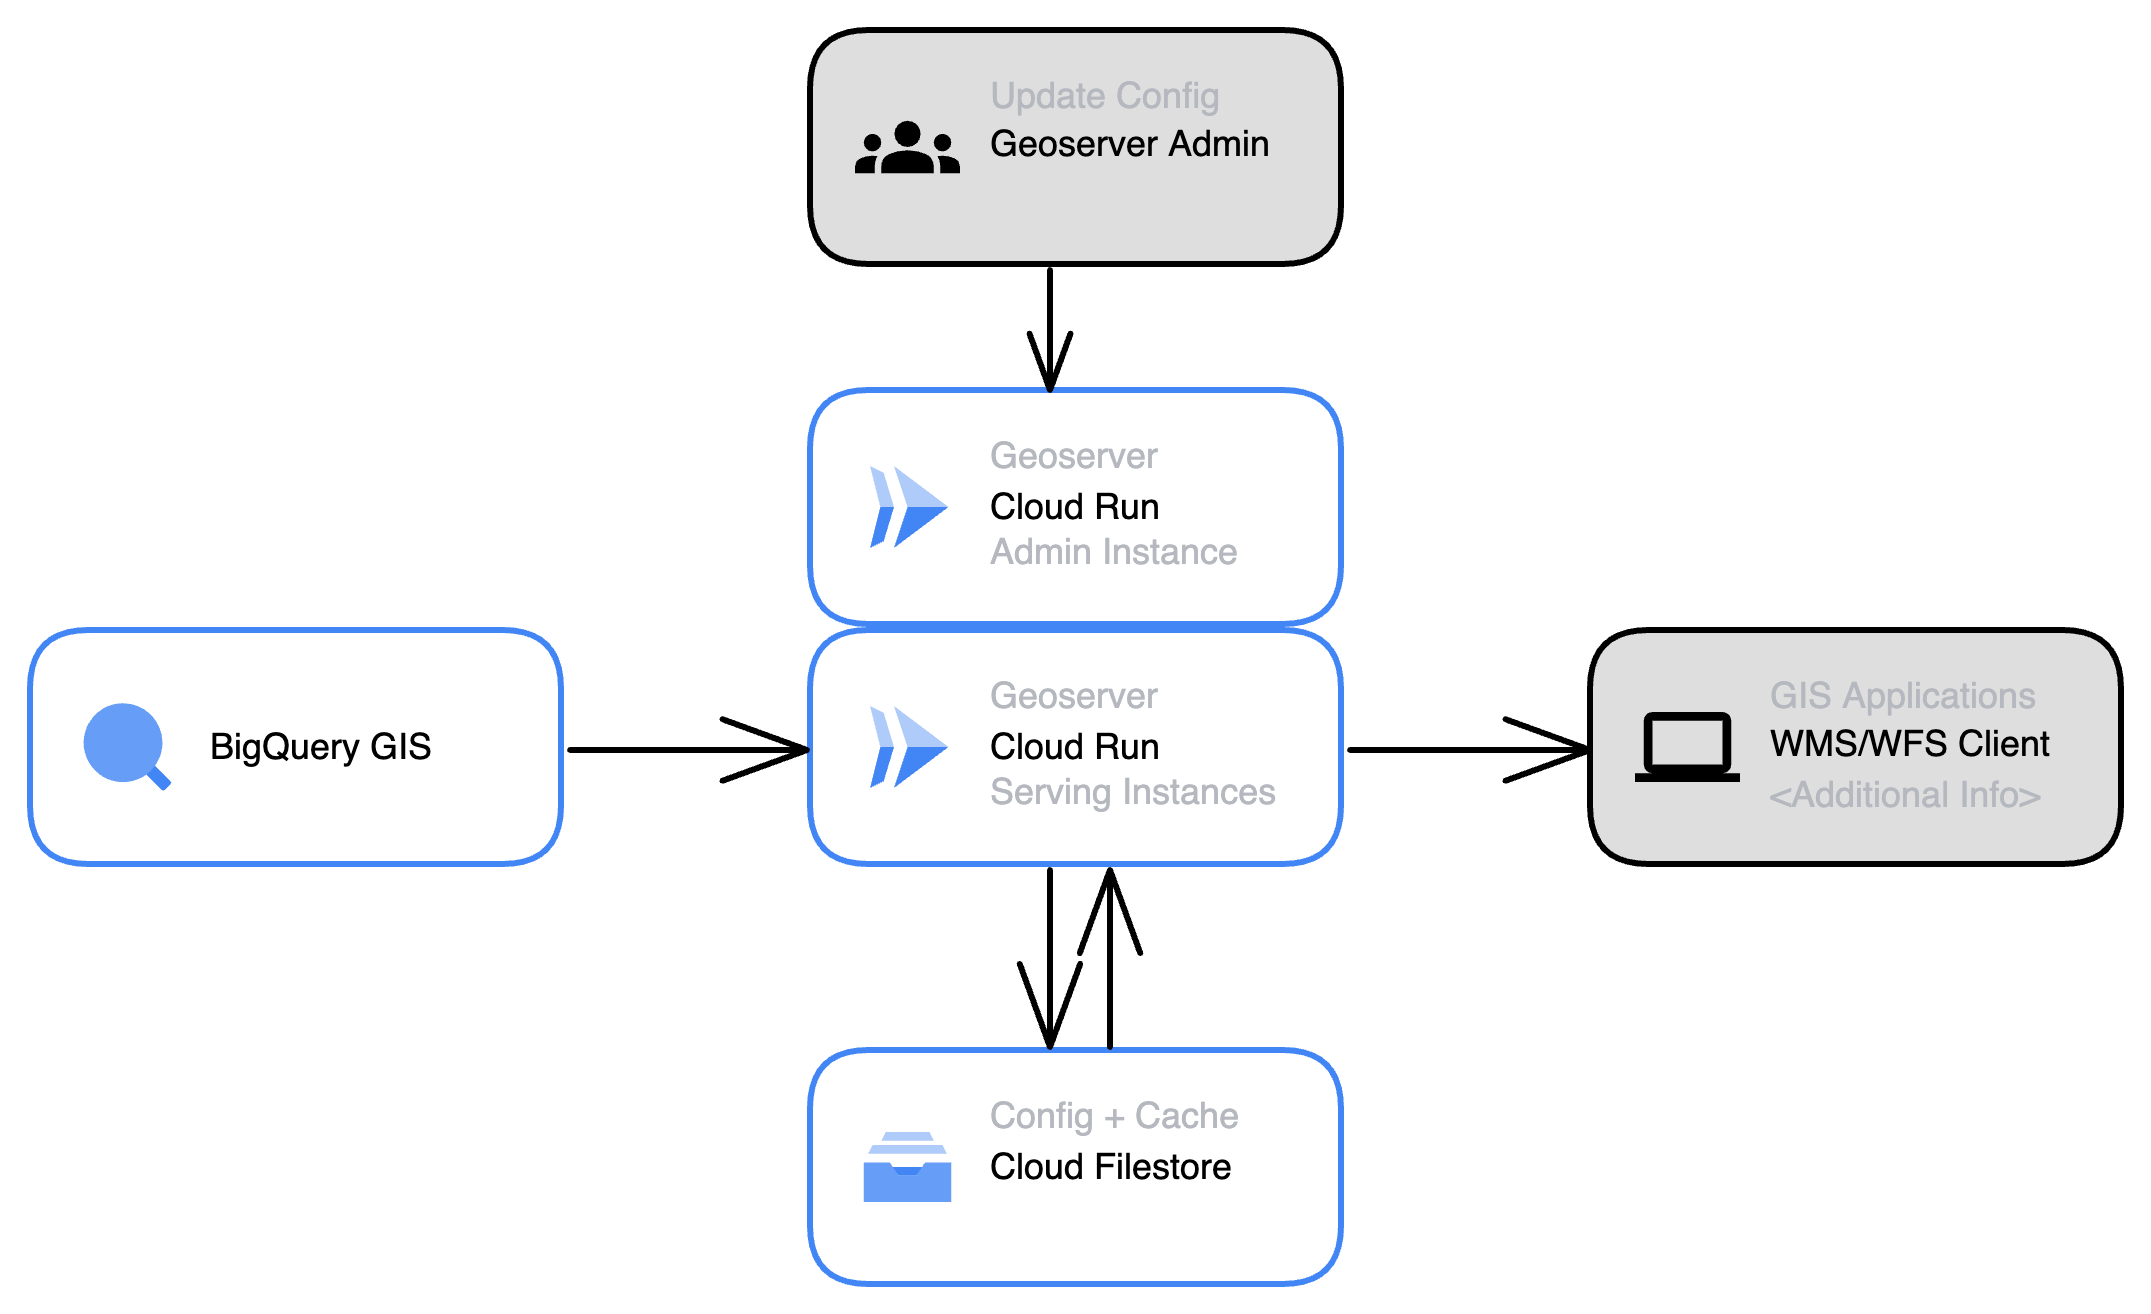 Update Config
Geoserver Admin
Geoserver
Cloud Run
Admin Instance
BigQuery GIS
Geoserver
Cloud Run
Serving Instances
GIS Applications
WMS/WFS Client
<Additional Info>
Config + Cache
Cloud Filestore